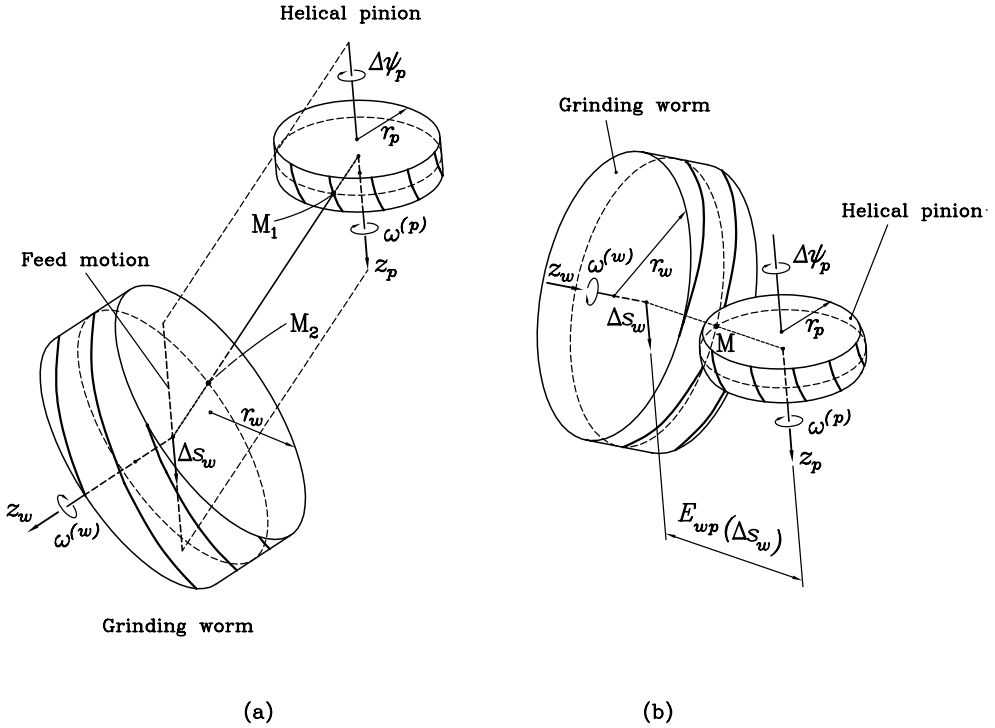 Helical pinion
Δψp
rp
M1
ω(p)
zp
Feed motion
M2
rw
Δsw
zw
ω(w)
Grinding worm
(a)
Grinding worm
Helical pinion
zw
ω(w)
rw
Δψp
Δsw
rp
M
ω(p)
zp
Ewp(Δsw)
(b)